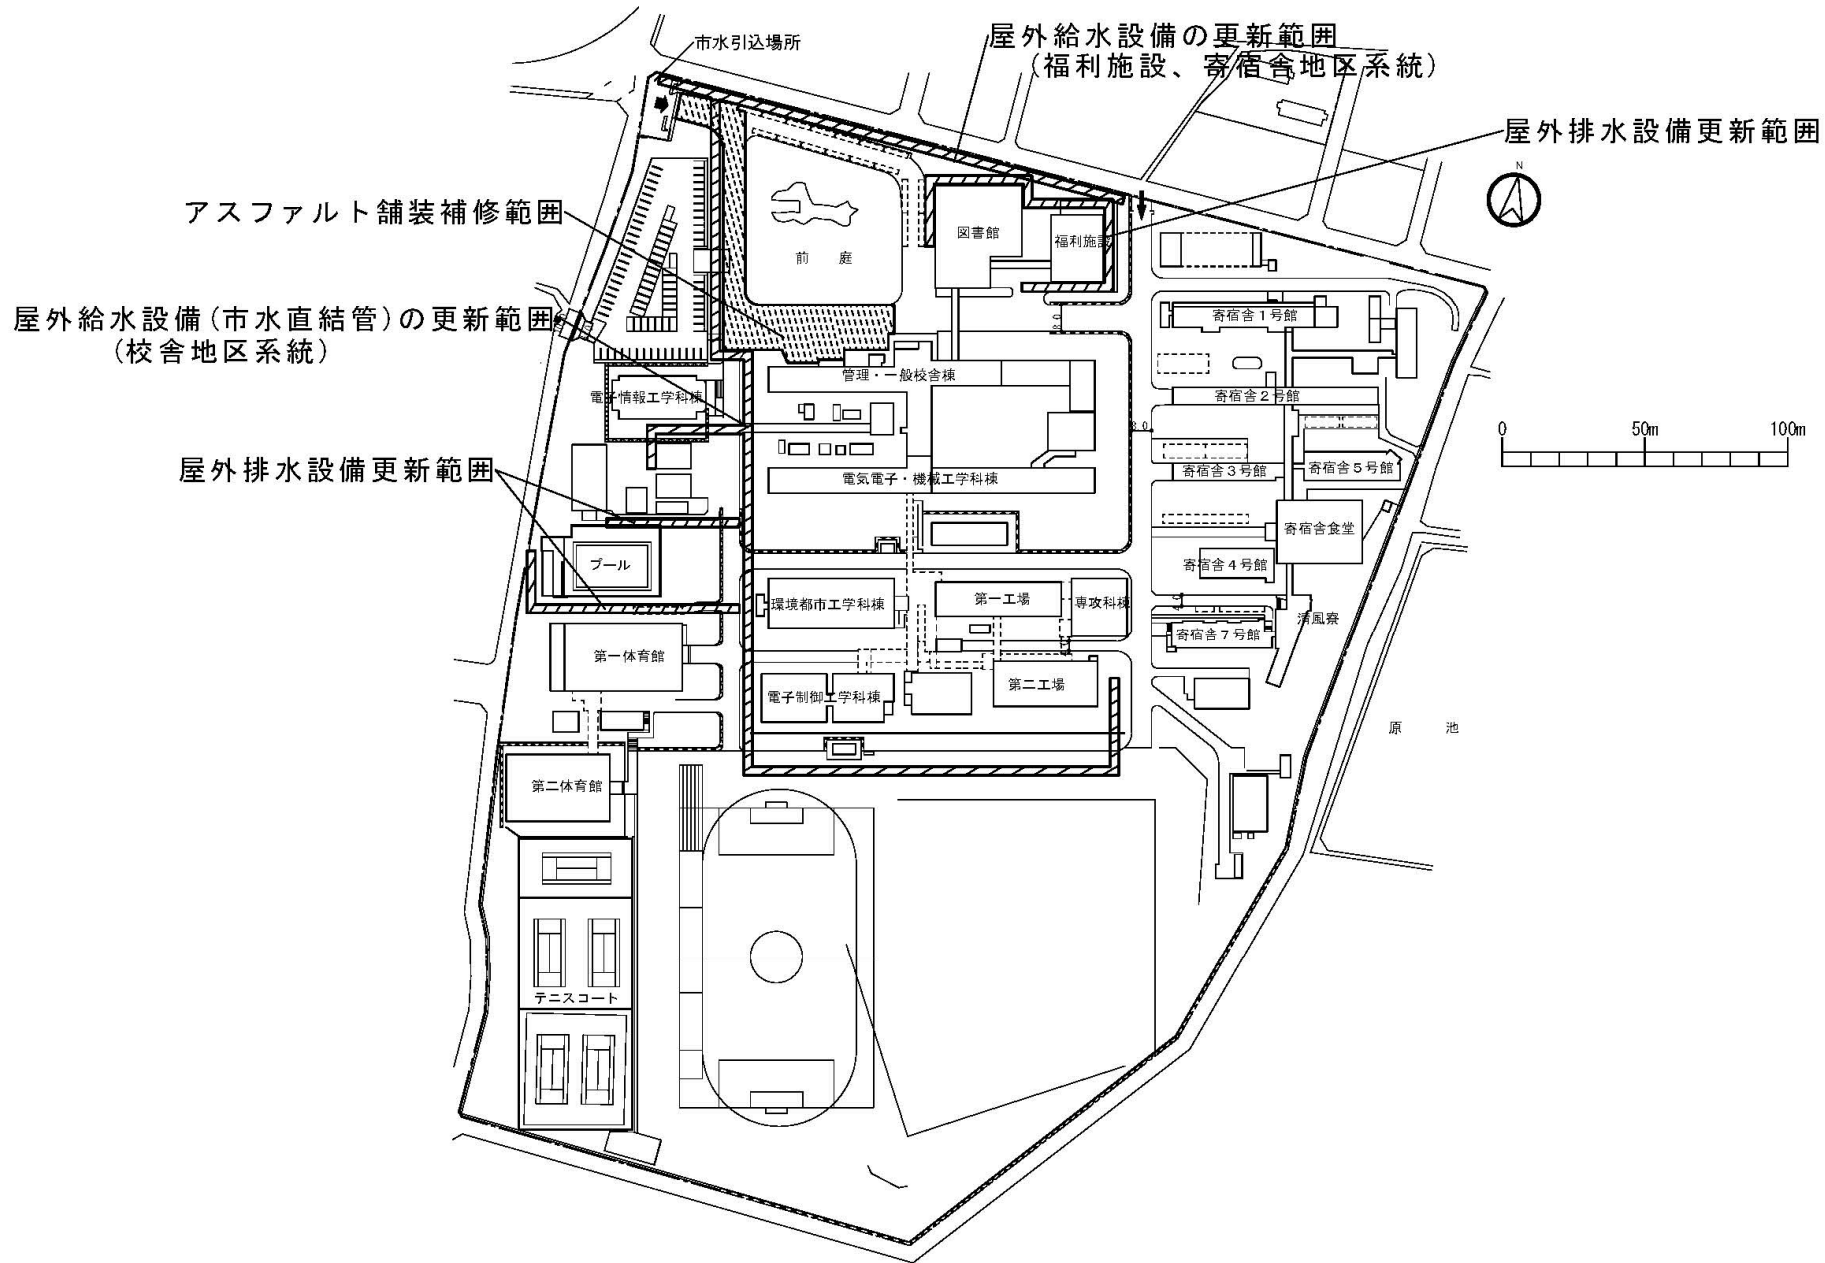 市水引込場所
屋外給水設備の更新範囲
(福利施設、寄宿舎地区系統)
屋外排水設備更新範囲
N
アスファルト舗装補修範囲
図書館
福利施設
前 庭
屋外給水設備(市水直結管)の更新範囲
(校舎地区系統)
寄宿舎1号館
8.0
管理・一般校舎棟
電子情報工学科棟
寄宿舎2号館
8.0
0 50m 100m
屋外排水設備更新範囲
電気電子・機械工学科棟
寄宿舎3号館
寄宿舎5号館
寄宿舎食堂
プール
寄宿舎4号館
環境都市工学科棟
第一工場
専攻科棟
清風寮
寄宿舎7号館
第一体育館
電子制御工学科棟
第二工場
原 池
第二体育館
テニスコート